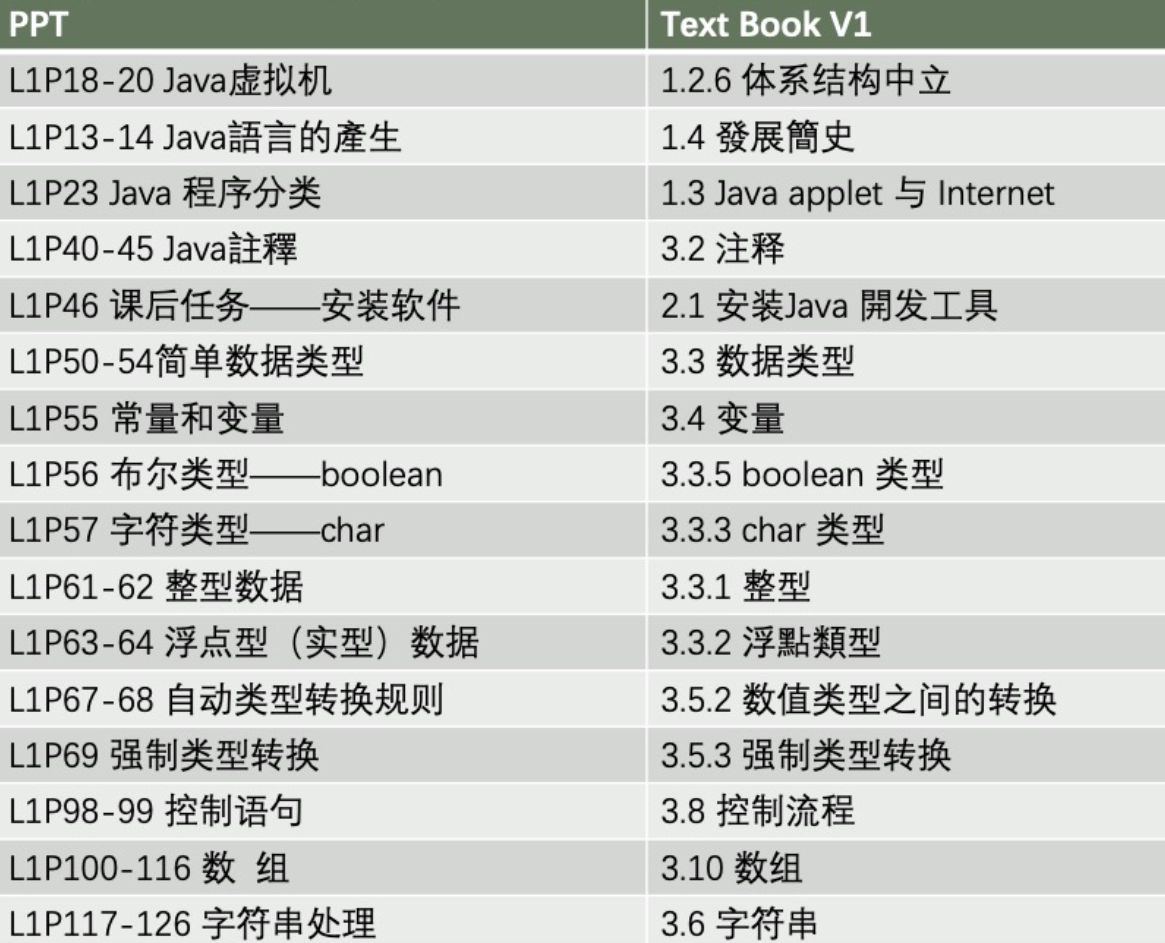 PPT Text Book V1
L1P18-20 Java虚拟机 1.2.6 体系结构中立
L1P13-14 Java語言的產生 1.4 發展簡史
L1P23 Java 程序分类 1.3 Java applet 与 Internet
L1P40-45 Java註釋 3.2 注释
L1P46 课后任务——安装软件 2.1 安装Java 開发工具
L1P50-54简单数据类型 3.3 数据类型
L1P55 常量和变量 3.4 变量
L1P56 布尔类型——boolean 3.3.5 boolean 类型
L1P57 字符类型——char 3.3.3 char 类型
L1P61-62 整型数据 3.3.1 整型
L1P63-64 浮点型（实型）数据 3.3.2 浮點類型
L1P67-68 自动类型转换规则 3.5.2 数值类型之间的转换
L1P69 强制类型转换 3.5.3 强制类型转换
L1P98-99 控制语句 3.8 控制流程
L1P100-116 数 组 3.10 数组
L1P117-126 字符串处理 3.6 字符串